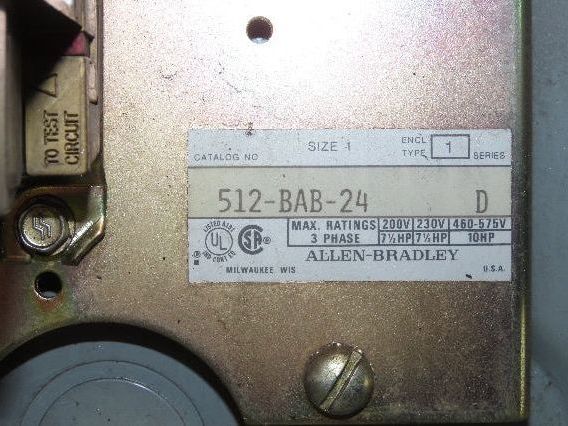 TO TEST
CIRCUIT
SIZE 1
ENCL
TYPE 1
CATALOG NO
SERIES
512-BAB-24 D
LISTED
UL
SA
MAX. RATINGS 200V 230V 460-575V
3 PHASE 7½HP 7½HP 10HP
ALLEN-BRADLEY
MILWAUKEE WIS U.S.A.